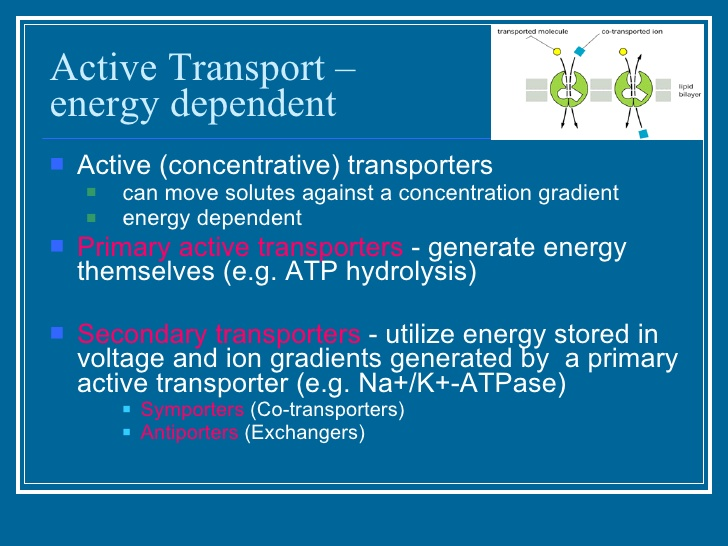 transported molecule
co-transported ion
lipid
bilayer
Active Transport –
energy dependent
Active (concentrative) transporters
can move solutes against a concentration gradient
energy dependent
Primary active transporters - generate energy
themselves (e.g. ATP hydrolysis)
Secondary transporters - utilize energy stored in
voltage and ion gradients generated by  a primary
active transporter (e.g. Na+/K+-ATPase)
Symporters (Co-transporters)
Antiporters (Exchangers)